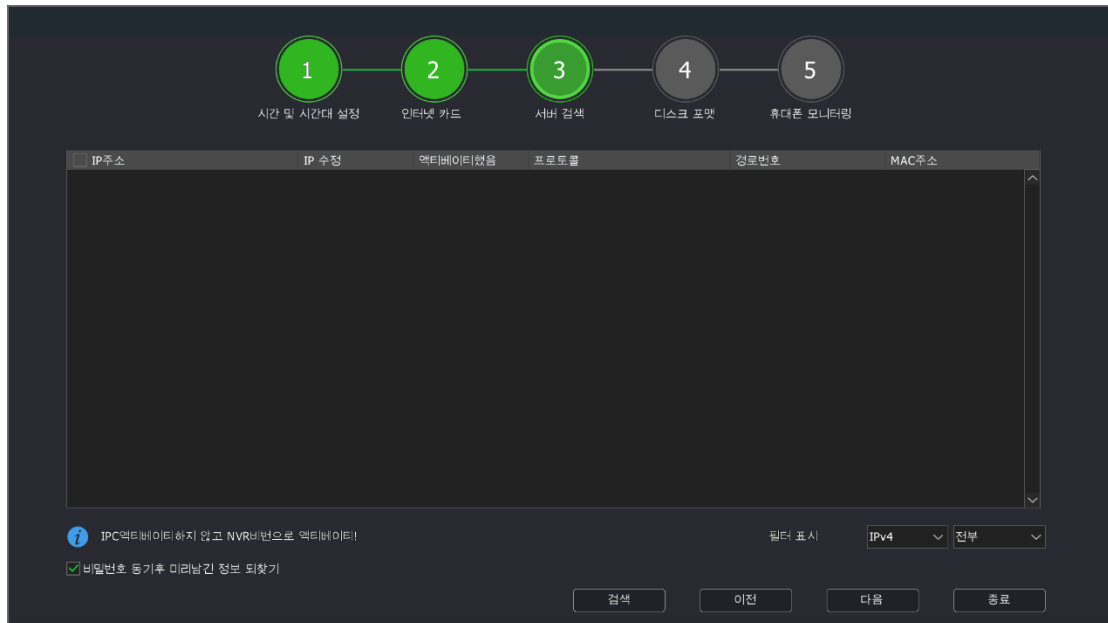 1 2 3 4 5
시간 및 시간대 설정 인터넷 카드 서버 검색 디스크 포맷 휴대폰 모니터링
IP주소 IP 수정 액티베이티했음 프로토콜 경로번호 MAC주소
i IPC액티베이티하지 않고 NVR비번으로 액티베이티! 필터 표시 IPv4 전부
비밀번호 동기후 미리남긴 정보 되찾기
검색 이전 다음 종료